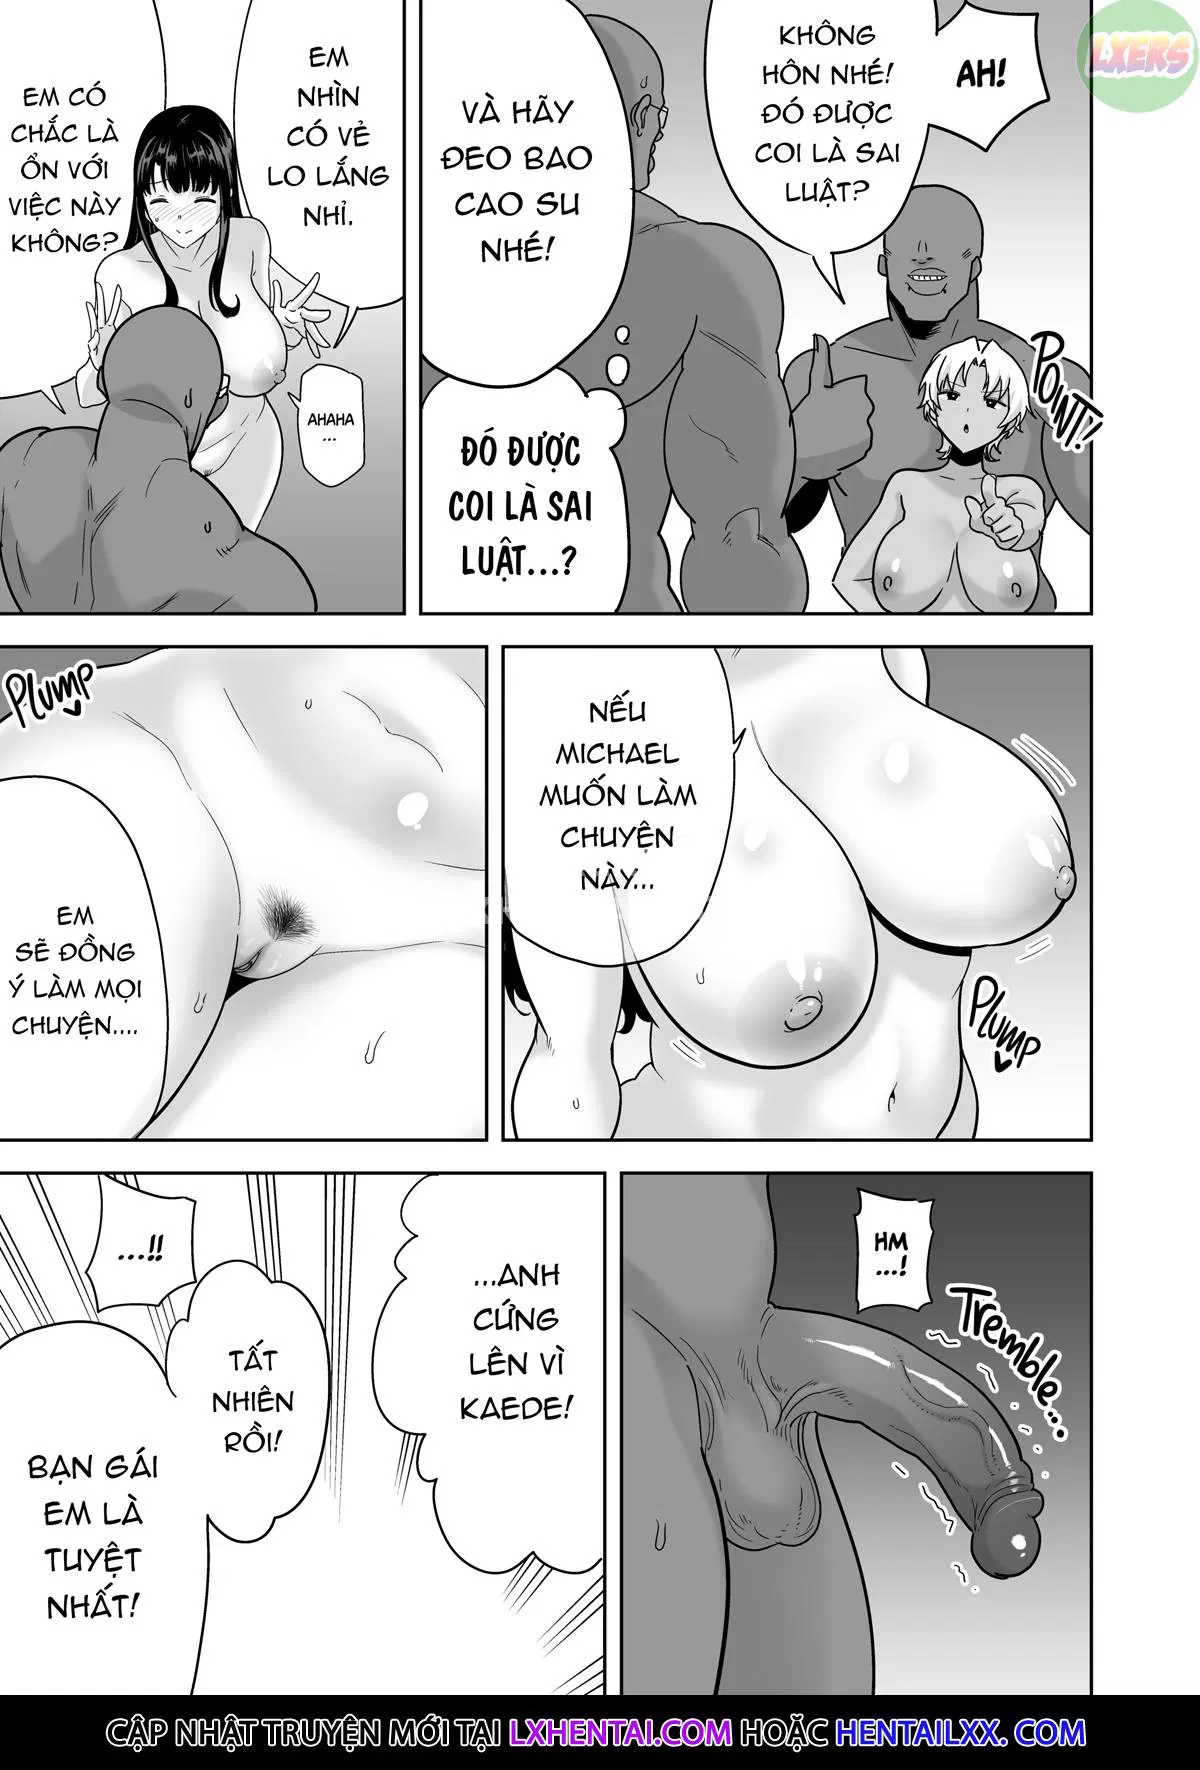 LXERS
AH!
KHÔNG
HÔN NHÉ!
ĐÓ ĐƯỢC
COI LÀ SAI
LUẬT?
POINT!!
VÀ HÃY
ĐEO BAO
CAO SU
NHÉ!
ĐÓ ĐƯỢC
COI LÀ SAI
LUẬT...?
EM
NHÌN
CÓ VẺ
LO LẮNG
NHỈ.
EM CÓ
CHẮC LÀ
ỔN VỚI
VIỆC NÀY
KHÔNG?
AHAHA
...
NẾU
MICHAEL
MUỐN LÀM
CHUYỆN
NÀY...
PLUMP
PLUMP
EM
SẼ ĐỒNG
Ý LÀM MỌI
CHUYỆN....
HM
...!
Tremble...
...ANH
CỨNG
LÊN VÌ
KAEDE!
...!!
TẤT
NHIÊN
RỒI!
BẠN GÁI
EM LÀ
TUYỆT
NHẤT!
CẬP NHẬT TRUYỆN MỚI TẠI LXHENTAI.COM HOẶC HENTAILXX. COM